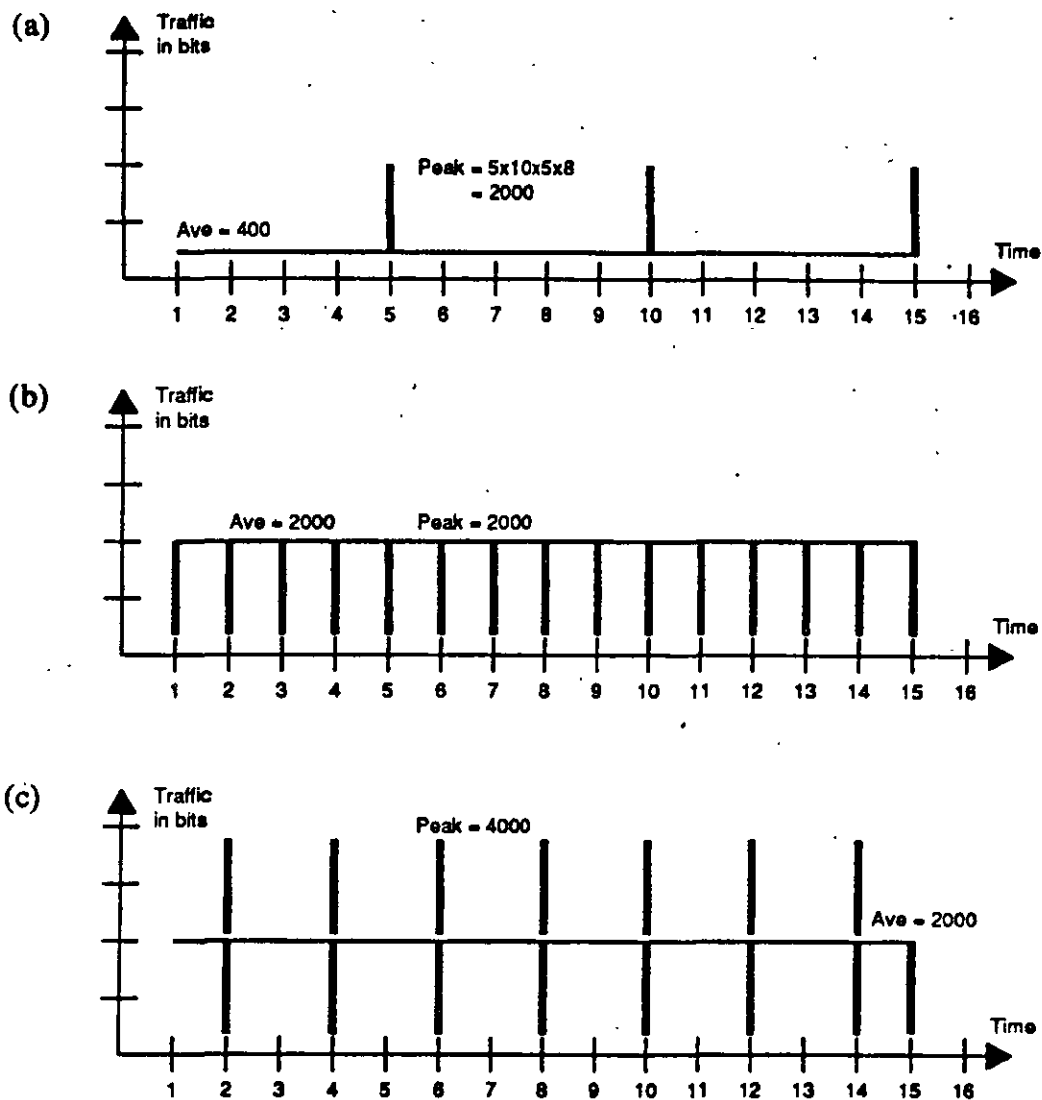 (a)
Traffic
in bits
Peak = 5x10x5x8
= 2000
Ave = 400
Time
1 2 3 4 5 6 7 8 9 10 11 12 13 14 15 16
(b)
Traffic
in bits
Ave = 2000 Peak = 2000
Time
1 2 3 4 5 6 7 8 9 10 11 12 13 14 15 16
(c)
Traffic
in bits
Peak = 4000
Ave = 2000
Time
1 2 3 4 5 6 7 8 9 10 11 12 13 14 15 16